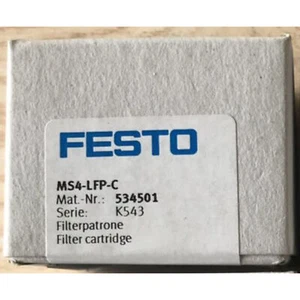 FESTO
MS4-LFP-C
Mat.-Nr.: 534501
Serie: K543
Filterpatrone
Filter cartridge